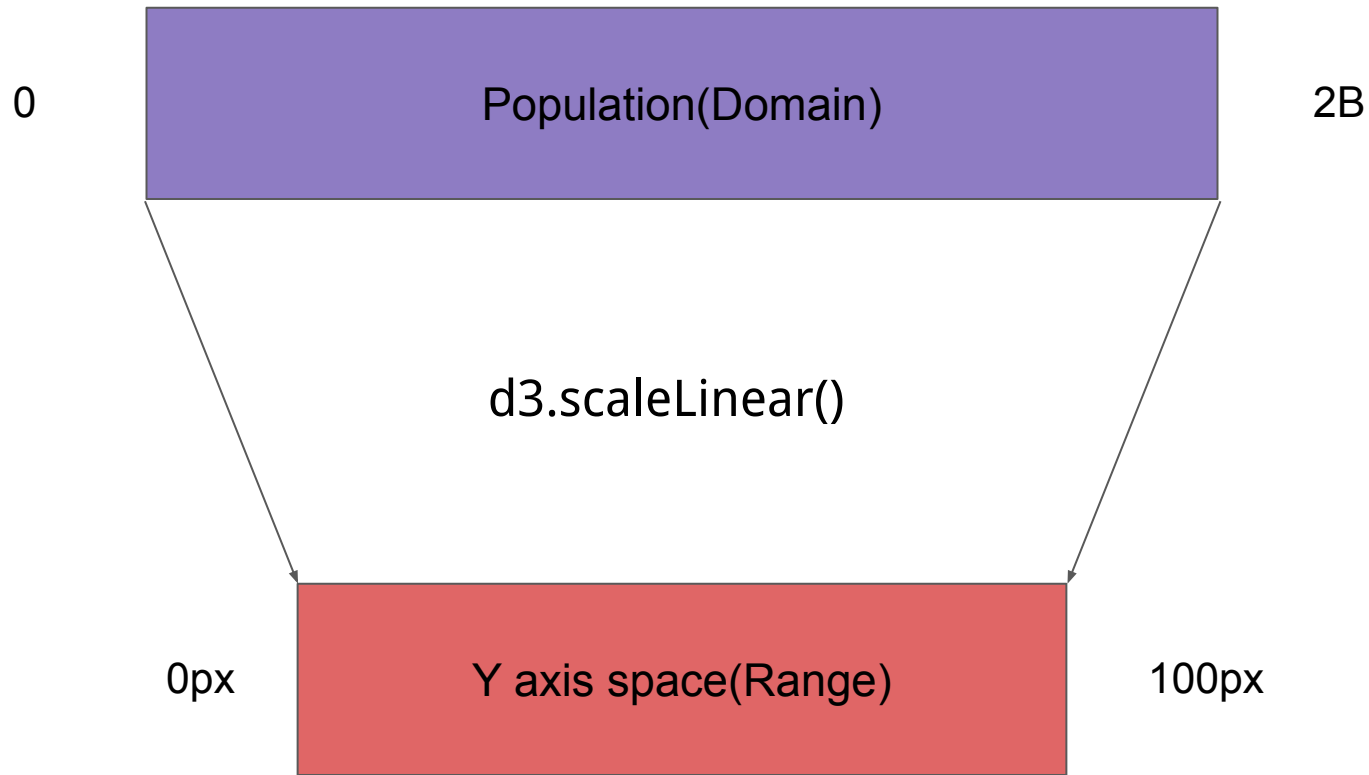 0
Population(Domain)
2B
d3.scaleLinear()
0px
Y axis space(Range)
100px